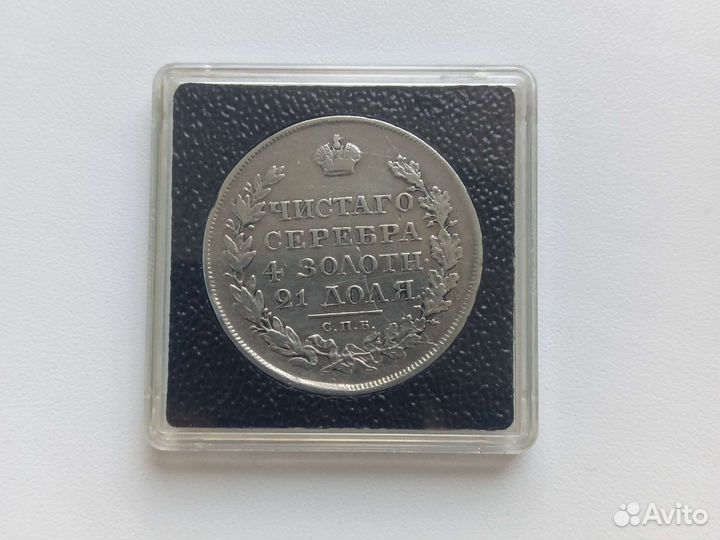 ЧИСТАГО
СЕРЕБРА
4 ЗОЛОТН
21 ДОЛЯ.
С.П.Б.
Avito